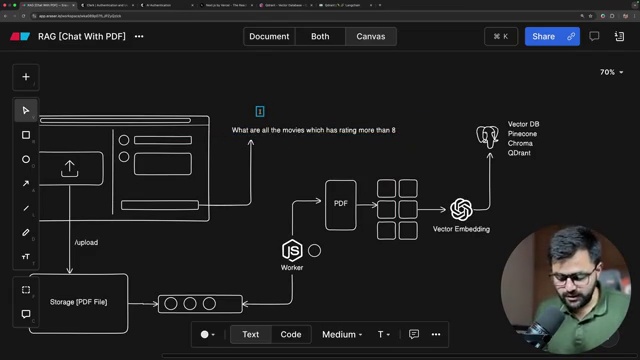 RAG [Chat With PDF]
Document
Both
Canvas
⌘ K
Share
70%
What are all the movies which has rating more than 8
Vector DB
Pinecone
Chroma
QDrant
PDF
Vector Embedding
/upload
JS
Worker
Storage [PDF File]
Text
Code
Medium
T